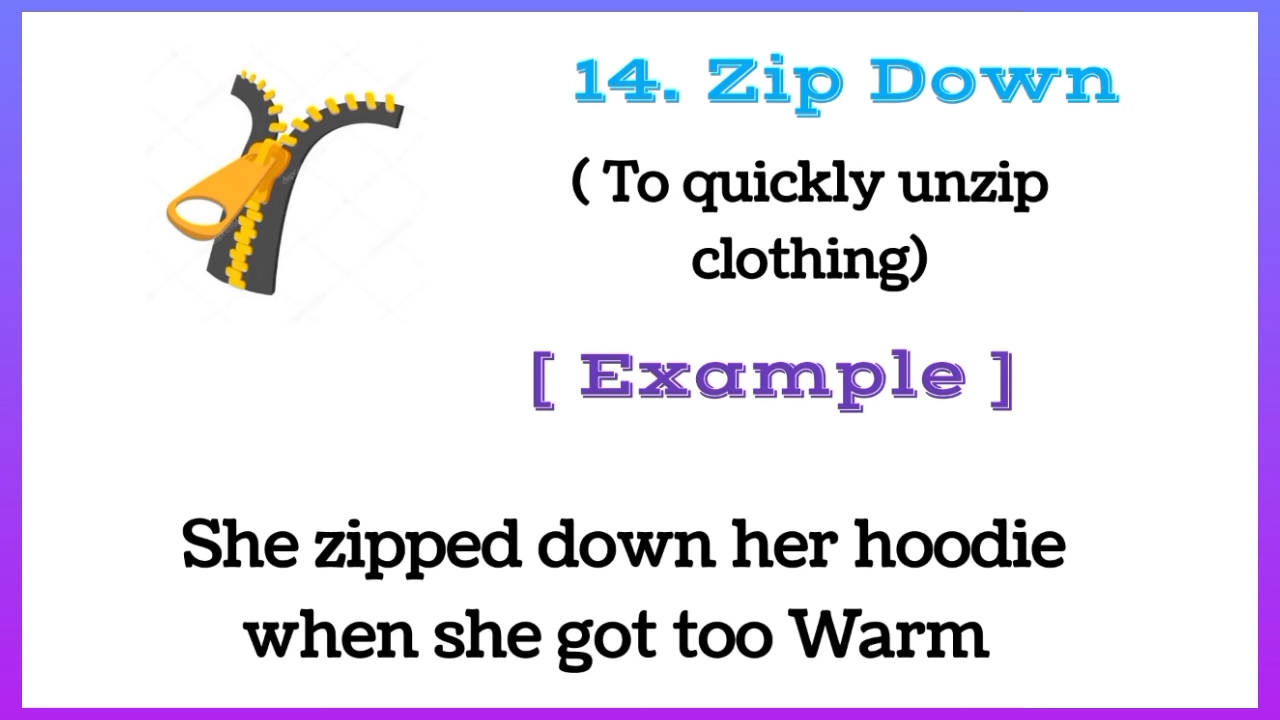 14. Zip Down
( To quickly unzip
clothing)
[ Example ]
She zipped down her hoodie
when she got too Warm